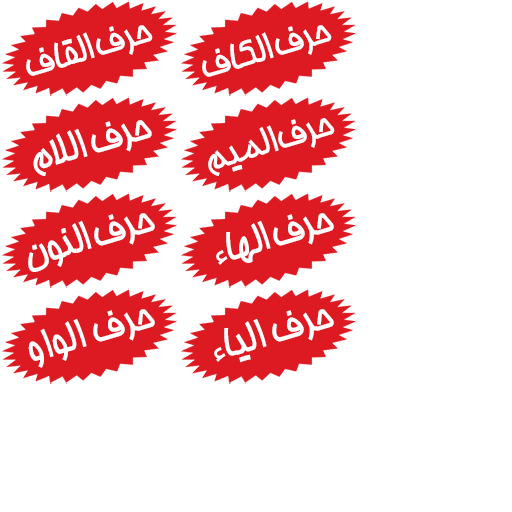 حرف الكاف
حرف القاف
حرف الميم
حرف اللام
حرف الهاء
حرف النون
حرف الياء
حرف الواو